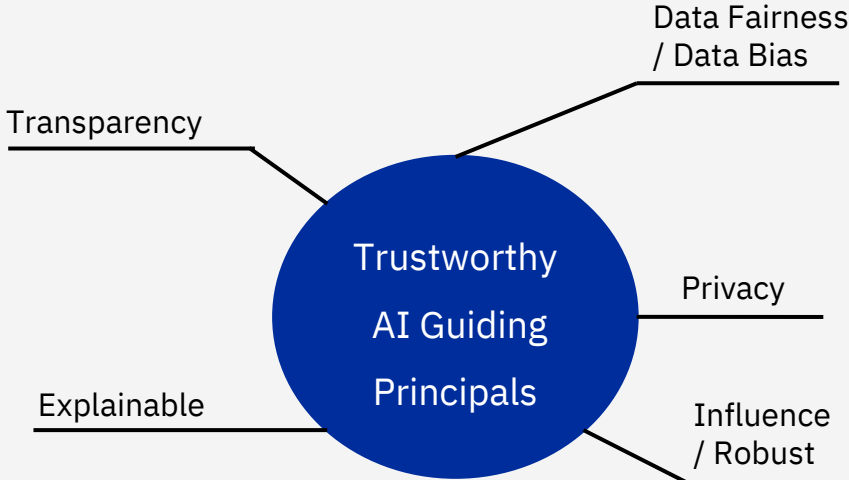 Data Fairness
/ Data Bias
Transparency
Trustworthy
AI Guiding
Principals
Privacy
Explainable
Influence
/ Robust